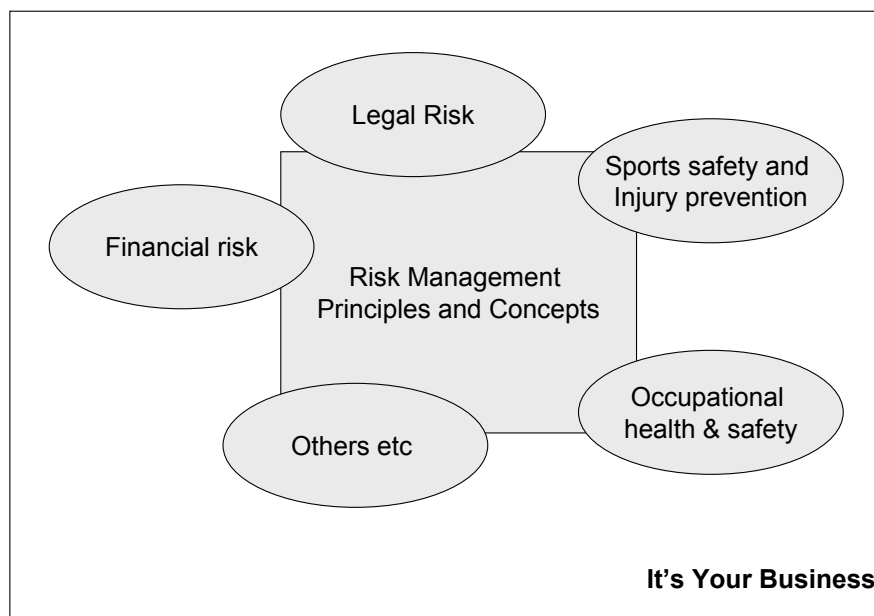 Legal Risk
Sports safety and
Injury prevention
Financial risk
Risk Management
Principles and Concepts
Occupational
health & safety
Others etc
It’s Your Business